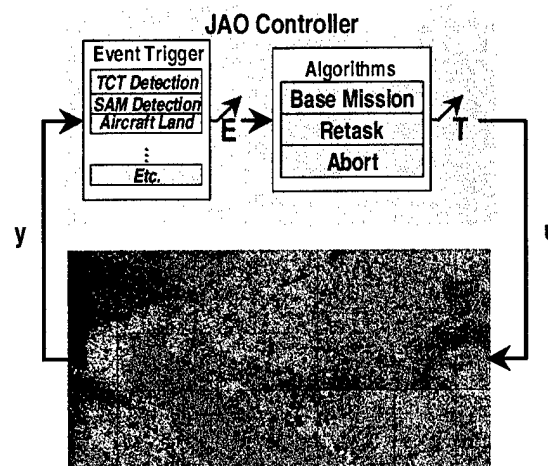 JAO Controller
Event Trigger
TCT Detection
SAM Detection
Aircraft Land
⋮
Etc.
E
Algorithms
Base Mission
Retask
Abort
T
y